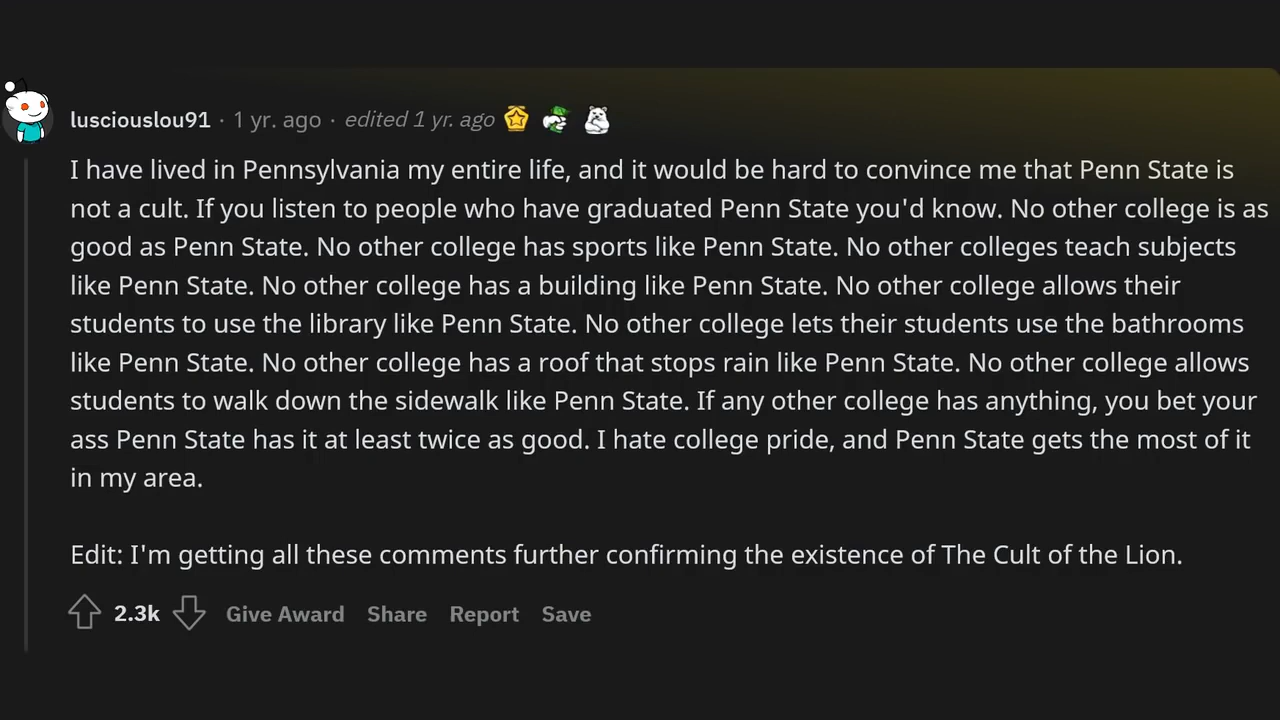 lusciouslou91 · 1 yr. ago · edited 1 yr. ago
I have lived in Pennsylvania my entire life, and it would be hard to convince me that Penn State is
not a cult. If you listen to people who have graduated Penn State you'd know. No other college is as
good as Penn State. No other college has sports like Penn State. No other colleges teach subjects
like Penn State. No other college has a building like Penn State. No other college allows their
students to use the library like Penn State. No other college lets their students use the bathrooms
like Penn State. No other college has a roof that stops rain like Penn State. No other college allows
students to walk down the sidewalk like Penn State. If any other college has anything, you bet your
ass Penn State has it at least twice as good. I hate college pride, and Penn State gets the most of it
in my area.
Edit: I'm getting all these comments further confirming the existence of The Cult of the Lion.
2.3k Give Award Share Report Save